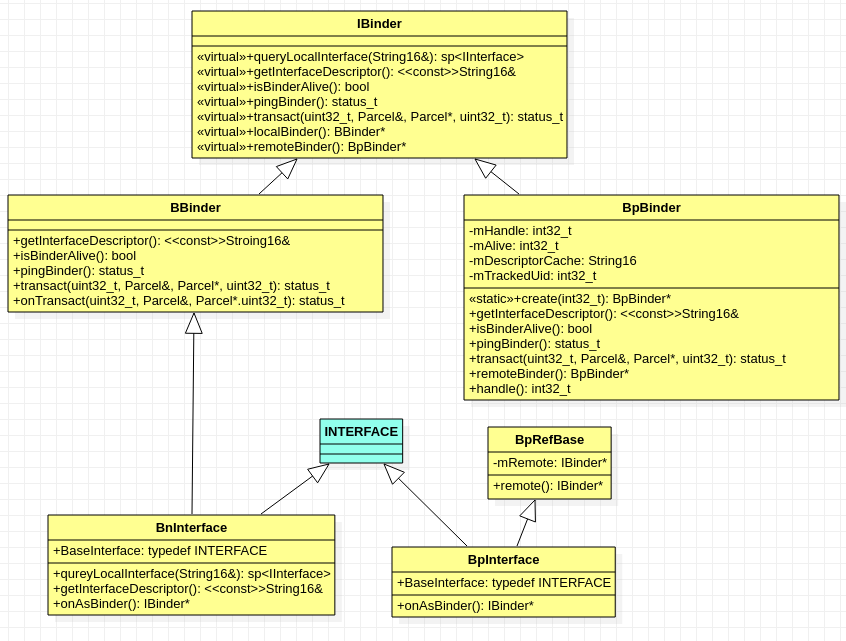 IBinder
«virtual»+queryLocalInterface(String16&): sp<IInterface>
«virtual»+getInterfaceDescriptor(): <<const>>String16&
«virtual»+isBinderAlive(): bool
«virtual»+pingBinder(): status_t
«virtual»+transact(uint32_t, Parcel&, Parcel*, uint32_t): status_t
«virtual»+localBinder(): BBinder*
«virtual»+remoteBinder(): BpBinder*
BBinder
+getInterfaceDescriptor(): <<const>>Stroing16&
+isBinderAlive(): bool
+pingBinder(): status_t
+transact(uint32_t, Parcel&, Parcel*, uint32_t): status_t
+onTransact(uint32_t, Parcel&, Parcel*.uint32_t): status_t
BpBinder
-mHandle: int32_t
-mAlive: int32_t
-mDescriptorCache: String16
-mTrackedUid: int32_t
«static»+create(int32_t): BpBinder*
+getInterfaceDescriptor(): <<const>>String16&
+isBinderAlive(): bool
+pingBinder(): status_t
+transact(uint32_t, Parcel&, Parcel*, uint32_t): status_t
+remoteBinder(): BpBinder*
+handle(): int32_t
INTERFACE
BpRefBase
-mRemote: IBinder*
+remote(): IBinder*
BnInterface
+BaseInterface: typedef INTERFACE
+qureyLocalInterface(String16&): sp<IInterface>
+getInterfaceDescriptor(): <<const>>String16&
+onAsBinder(): IBinder*
BpInterface
+BaseInterface: typedef INTERFACE
+onAsBinder(): IBinder*